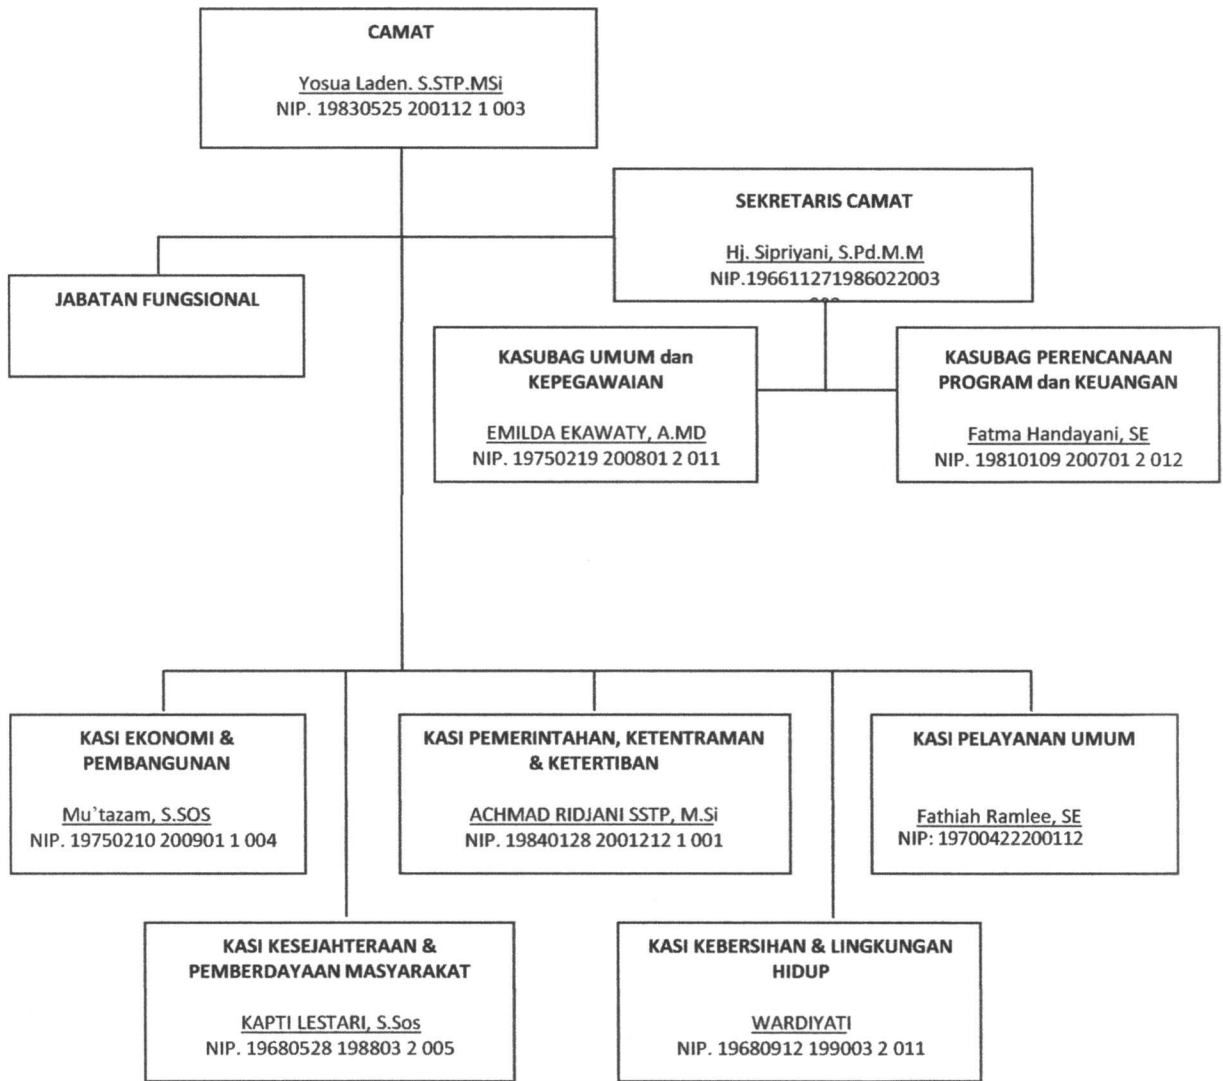 CAMAT
Yosua Laden. S.STP.MSi
NIP. 19830525 200112 1 003
SEKRETARIS CAMAT
Hj. Sipriyani, S.Pd.M.M
NIP.196611271986022003
JABATAN FUNGSIONAL
KASUBAG UMUM dan
KEPEGAWAIAN
EMILDA EKAWATY, A.MD
NIP. 19750219 200801 2 011
KASUBAG PERENCANAAN
PROGRAM dan KEUANGAN
Fatma Handayani, SE
NIP. 19810109 200701 2 012
KASI EKONOMI &
PEMBANGUNAN
Mu`tazam, S.SOS
NIP. 19750210 200901 1 004
KASI PEMERINTAHAN, KETENTRAMAN
& KETERTIBAN
ACHMAD RIDJANI SSTP, M.Si
NIP. 19840128 2001212 1 001
KASI PELAYANAN UMUM
Fathiah Ramlee, SE
NIP: 19700422200112
KASI KESEJAHTERAAN &
PEMBERDAYAAN MASYARAKAT
KAPTI LESTARI, S.Sos
NIP. 19680528 198803 2 005
KASI KEBERSIHAN & LINGKUNGAN
HIDUP
WARDIYATI
NIP. 19680912 199003 2 011